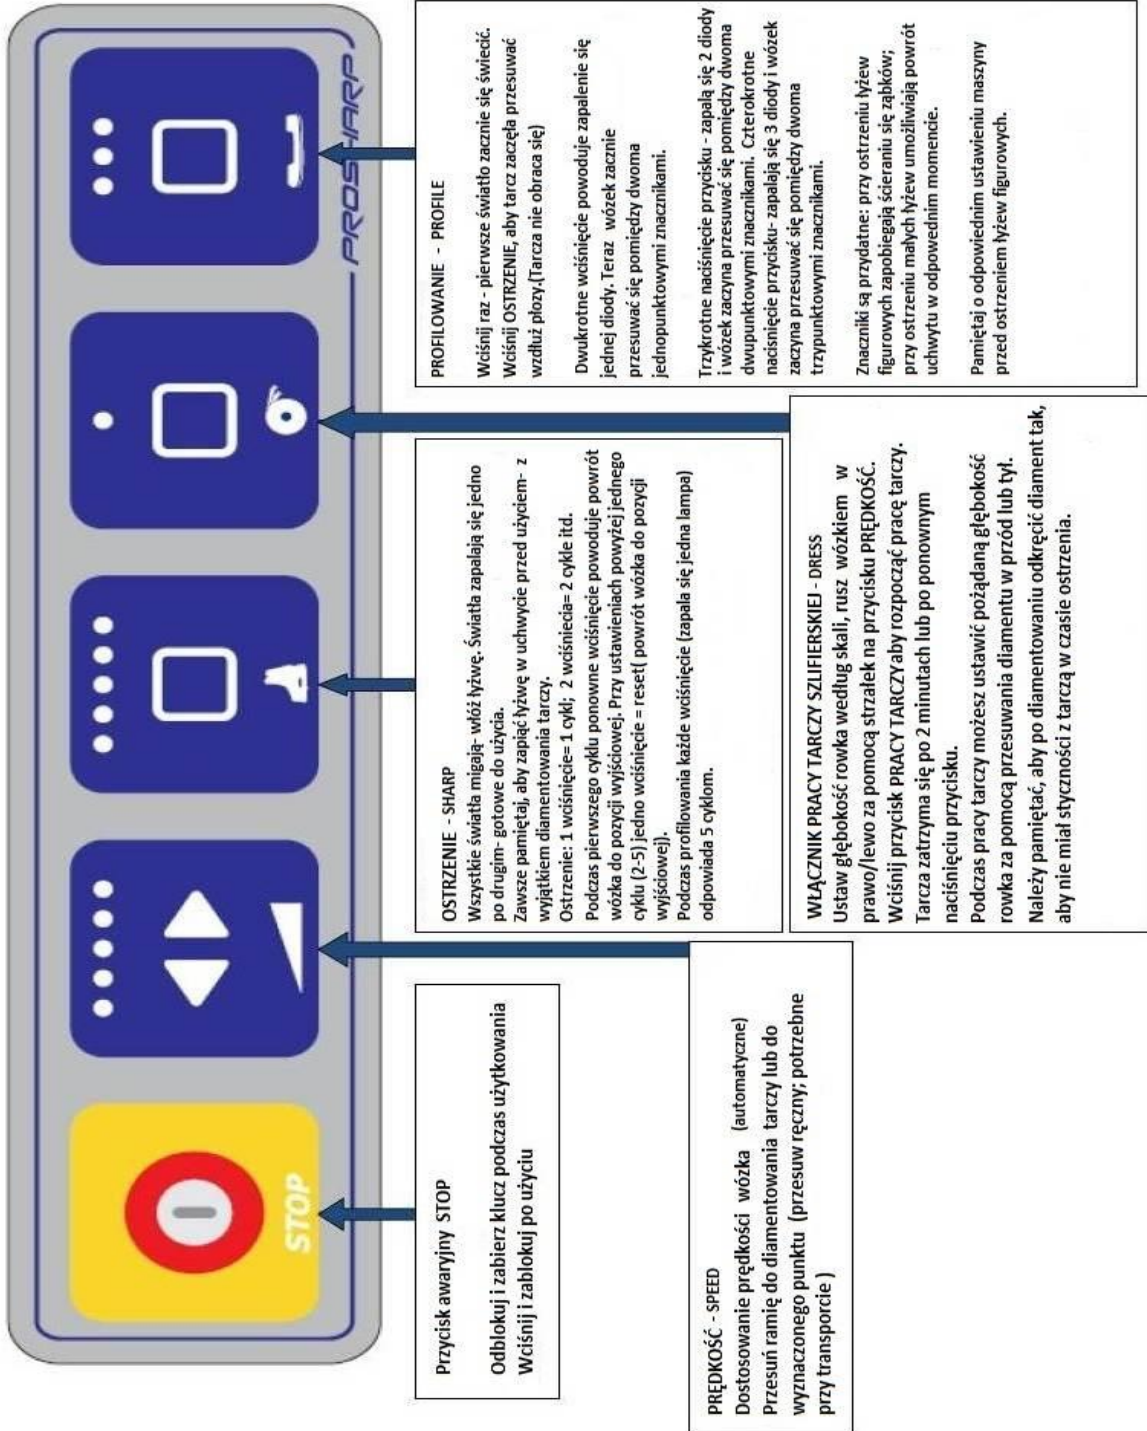 STOP
PROSHARP
Przycisk awaryjny STOP
Odblokuj i zabierz klucz podczas użytkowania
Wciśnij i zablokuj po użyciu
PRĘDKOŚĆ - SPEED
Dostosowanie prędkości wózka (automatyczne)
Przesuń ramię do diamentowania tarczy lub do
wyznaczonego punktu (przesuw ręczny; potrzebne
przy transporcie )
OSTRZENIE - SHARP
Wszystkie światła migają- włóż łyżwę. Światła zapalają się jedno
po drugim- gotowe do użycia.
Zawsze pamiętaj, aby zapiąć łyżwę w uchwycie przed użyciem- z
wyjątkiem diamentowania tarczy.
Ostrzenie: 1 wciśnięcie= 1 cykl; 2 wciśniecia= 2 cykle itd.
Podczas pierwszego cyklu ponowne wciśnięcie powoduje powrót
wózka do pozycji wyjściowej. Przy ustawieniach powyżej jednego
cyklu (2-5) jedno wciśnięcie = reset( powrót wózka do pozycji
wyjściowej).
Podczas profilowania każde wciśnięcie (zapala się jedna lampa)
odpowiada 5 cyklom.
WŁĄCZNIK PRACY TARCZY SZLIFIERSKIEJ - DRESS
Ustaw głębokość rowka według skali, rusz wózkiem w
prawo/lewo za pomocą strzałek na przycisku PRĘDKOŚĆ.
Wciśnij przycisk PRACY TARCZYaby rozpocząć pracę tarczy.
Tarcza zatrzyma się po 2 minutach lub po ponownym
naciśnięciu przycisku.
Podczas pracy tarczy możesz ustawić pożądaną głębokość
rowka za pomocą przesuwania diamentu w przód lub tył.
Należy pamiętać, aby po diamentowaniu odkręcić diament tak,
aby nie miał styczności z tarczą w czasie ostrzenia.
PROFILOWANIE - PROFILE
Wciśnij raz - pierwsze światło zacznie się świecić.
Wciśnij OSTRZENIE, aby tarcz zaczęła przesuwać
wzdłuż płozy.(Tarcza nie obraca się)
Dwukrotne wciśnięcie powoduje zapalenie się
jednej diody. Teraz wózek zacznie
przesuwać się pomiędzy dwoma
jednopunktowymi znacznikami.
Trzykrotne naciśnięcie przycisku - zapalą się 2 diody
i wózek zaczyna przesuwać się pomiędzy dwoma
dwupunktowymi znacznikami. Czterokrotne
nacisnięcie przycisku- zapalają się 3 diody i wózek
zaczyna przesuwać się pomiędzy dwoma
trzypunktowymi znacznikami.
Znaczniki są przydatne: przy ostrzeniu łyżew
figurowych zapobiegają ścieraniu się ząbków;
przy ostrzeniu małych łyżew umożliwiają powrót
uchwytu w odpowednim momencie.
Pamiętaj o odpowiednim ustawieniu maszyny
przed ostrzeniem łyżew figurowych.